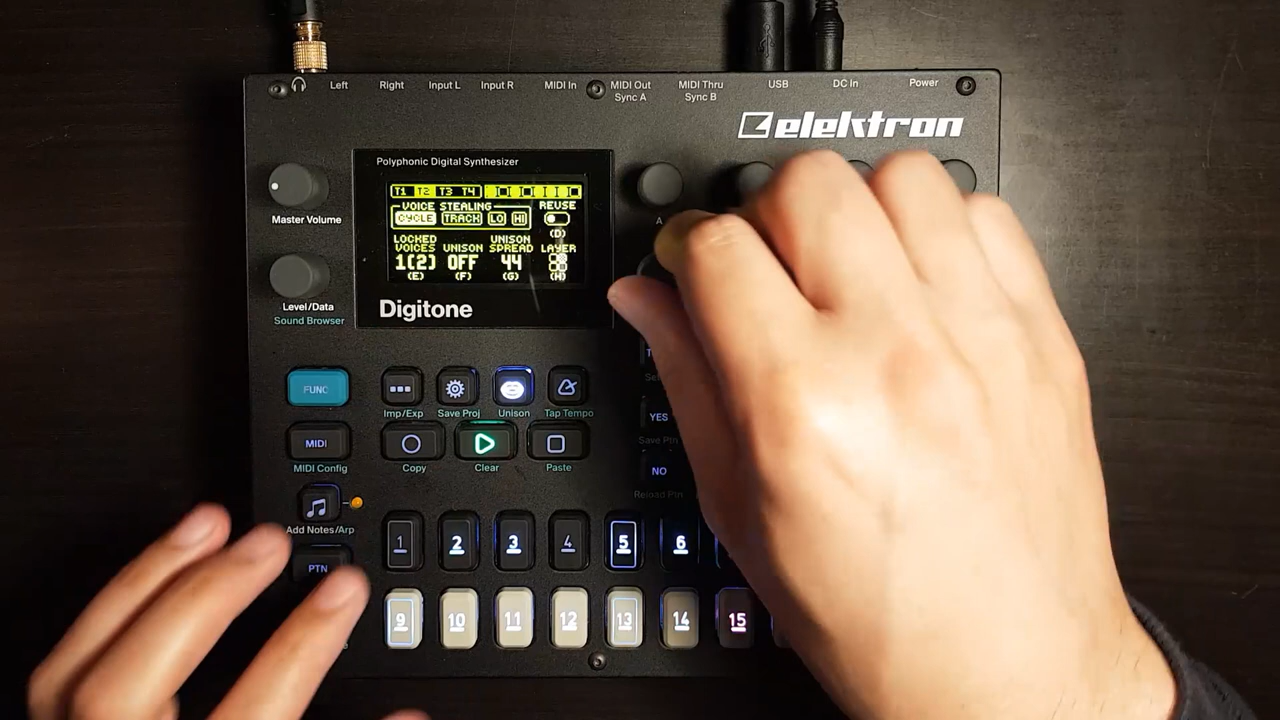 Left Right Input L Input R MIDI In MIDI Out MIDI Thru USB DC In Power
Sync A Sync B
elektron
Polyphonic Digital Synthesizer
T1 T2 T3 T4
VOICE STEALING REUSE
CYCLE TRACK LO HI
(D)
LOCKED UNISON
VOICES UNISON SPREAD LAYER
1(2) OFF 44
(E) (F) (G) (H)
Digitone
Master Volume
A
Level/Data
Sound Browser
FUNC
Imp/Exp Save Proj Unison Tap Tempo
YES
Save Ptn
MIDI
MIDI Config Copy Clear Paste
NO
Reload Ptn
Add Notes/Arp
PTN
1 2 3 4 5 6
9 10 11 12 13 14 15